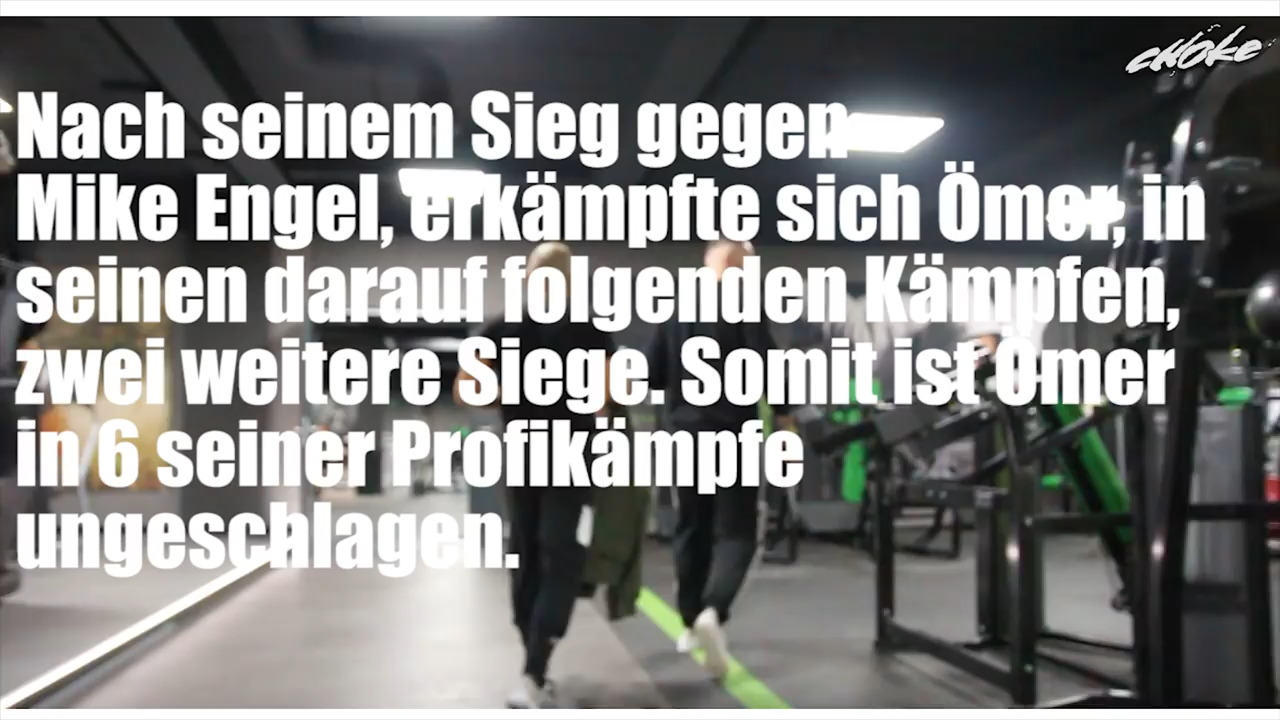 CHOKE
Nach seinem Sieg gegen
Mike Engel, erkämpfte sich Ömer, in
seinen darauf folgenden Kämpfen,
zwei weitere Siege. Somit ist Ömer
in 6 seiner Profikämpfe
ungeschlagen.